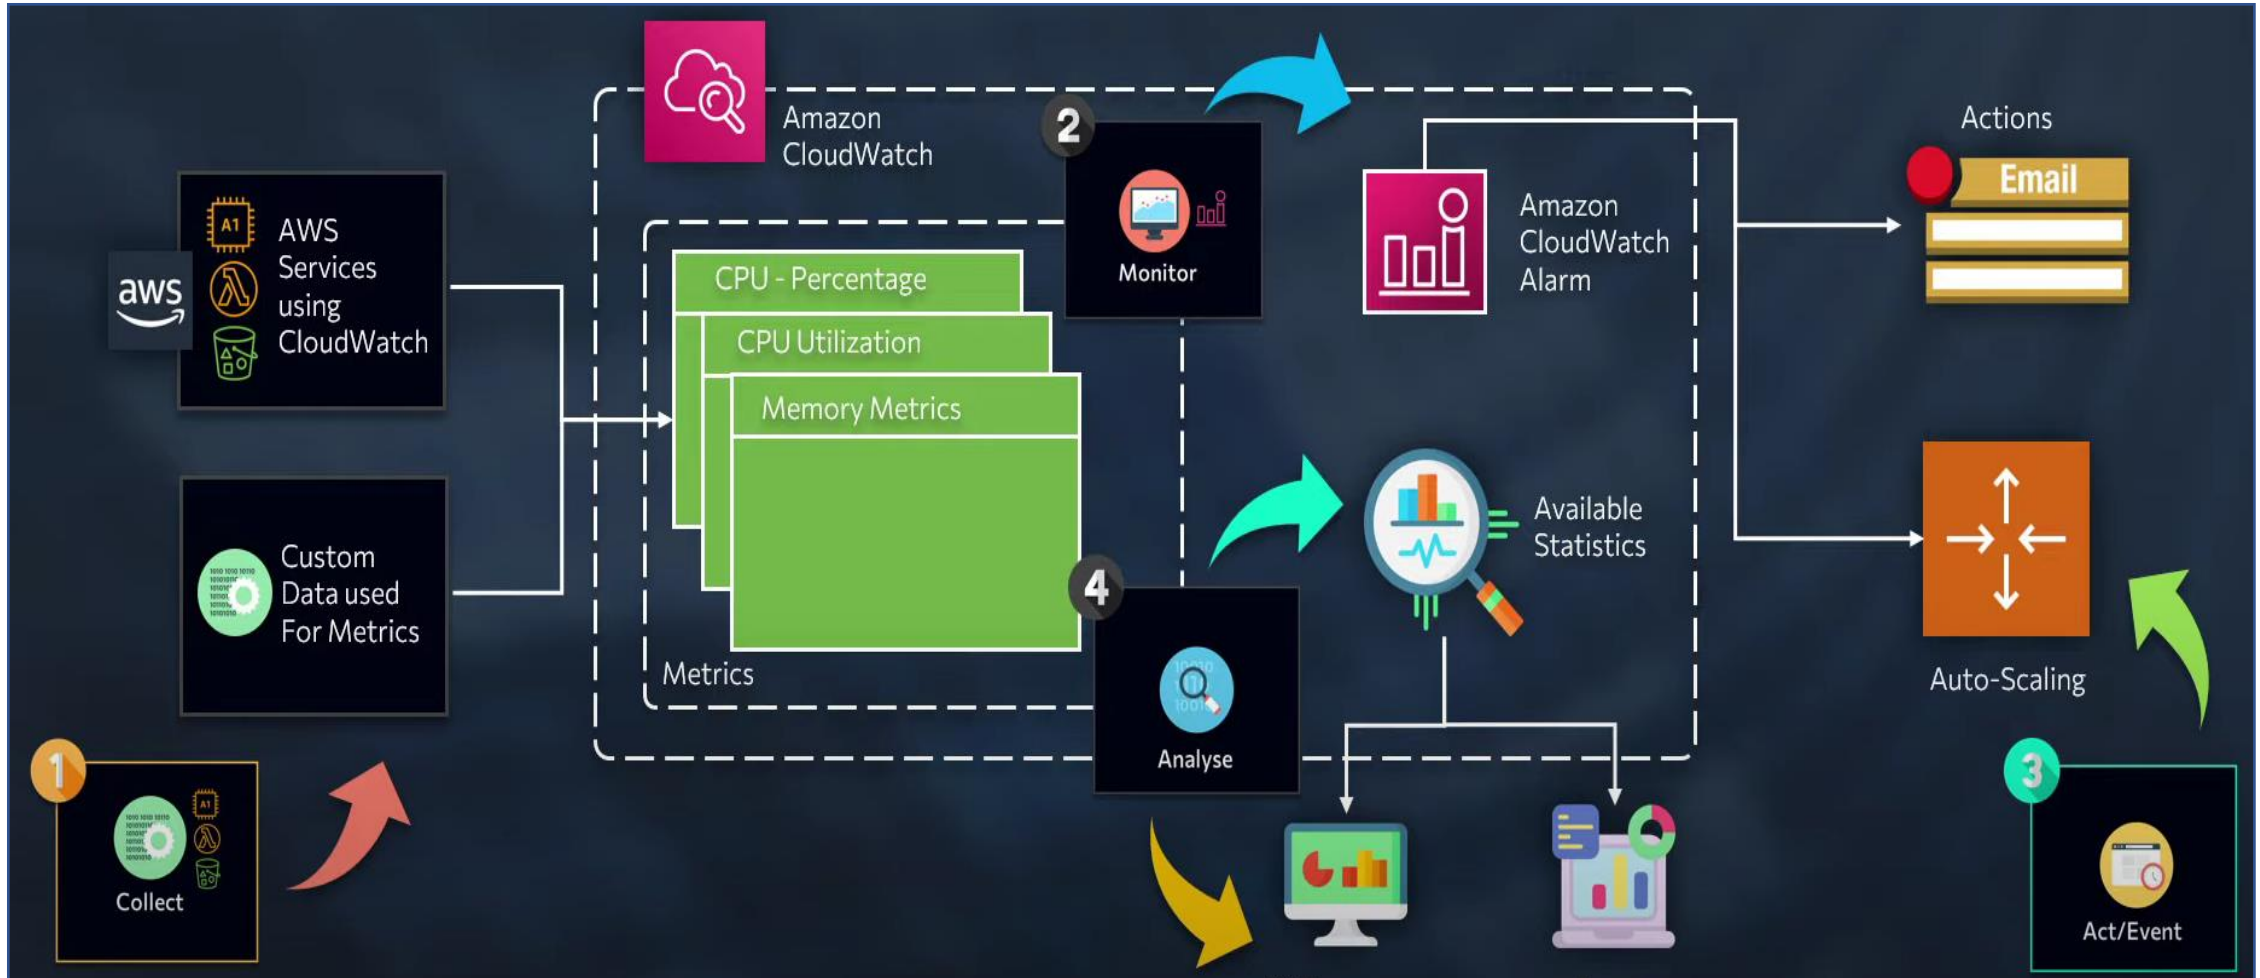 Amazon
CloudWatch
2
Monitor
Actions
Email
aws
A1
AWS
Services
using
CloudWatch
CPU - Percentage
CPU Utilization
Memory Metrics
Metrics
Amazon
CloudWatch
Alarm
Custom
Data used
For Metrics
4
Analyse
Available
Statistics
Auto-Scaling
1
A1
Collect
3
Act/Event